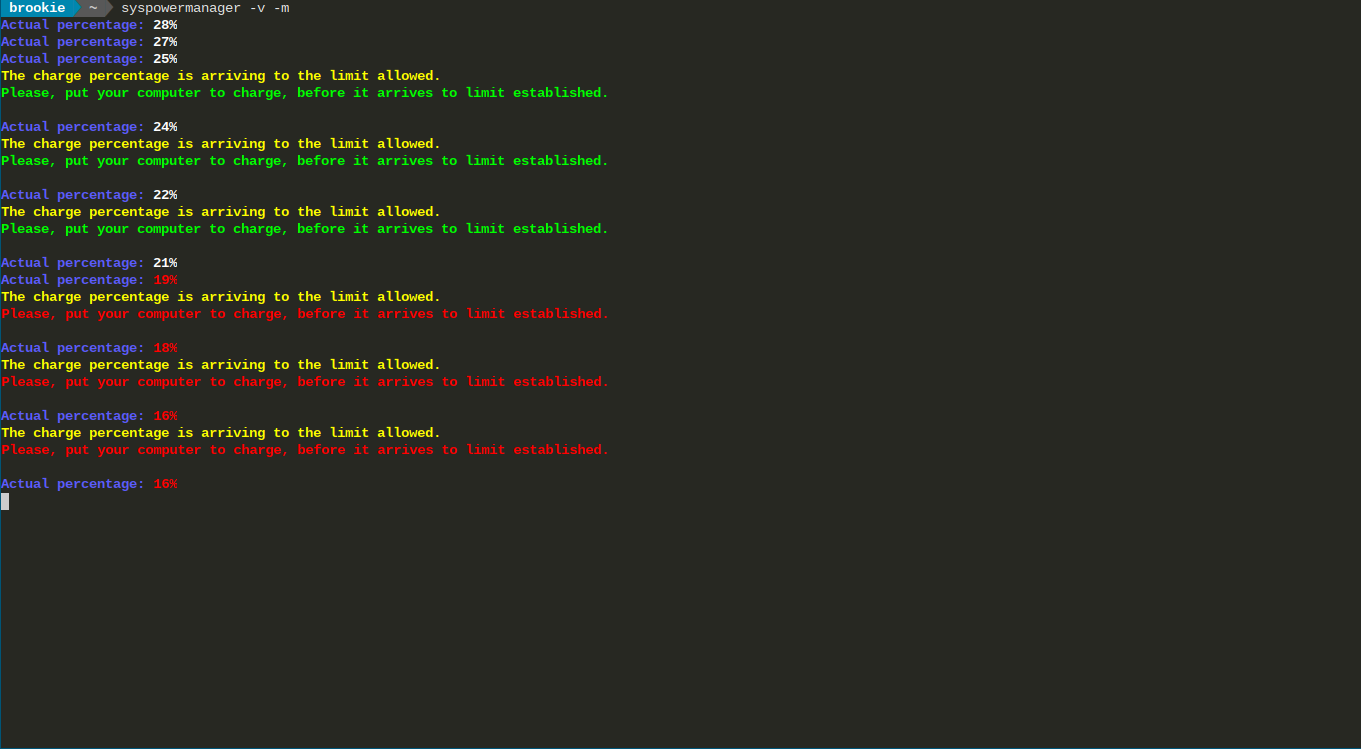 brookie ~ syspowermanager -v -m
Actual percentage: 28%
Actual percentage: 27%
Actual percentage: 25%
The charge percentage is arriving to the limit allowed.
Please, put your computer to charge, before it arrives to limit established.
Actual percentage: 24%
The charge percentage is arriving to the limit allowed.
Please, put your computer to charge, before it arrives to limit established.
Actual percentage: 22%
The charge percentage is arriving to the limit allowed.
Please, put your computer to charge, before it arrives to limit established.
Actual percentage: 21%
Actual percentage: 19%
The charge percentage is arriving to the limit allowed.
Please, put your computer to charge, before it arrives to limit established.
Actual percentage: 18%
The charge percentage is arriving to the limit allowed.
Please, put your computer to charge, before it arrives to limit established.
Actual percentage: 16%
The charge percentage is arriving to the limit allowed.
Please, put your computer to charge, before it arrives to limit established.
Actual percentage: 16%